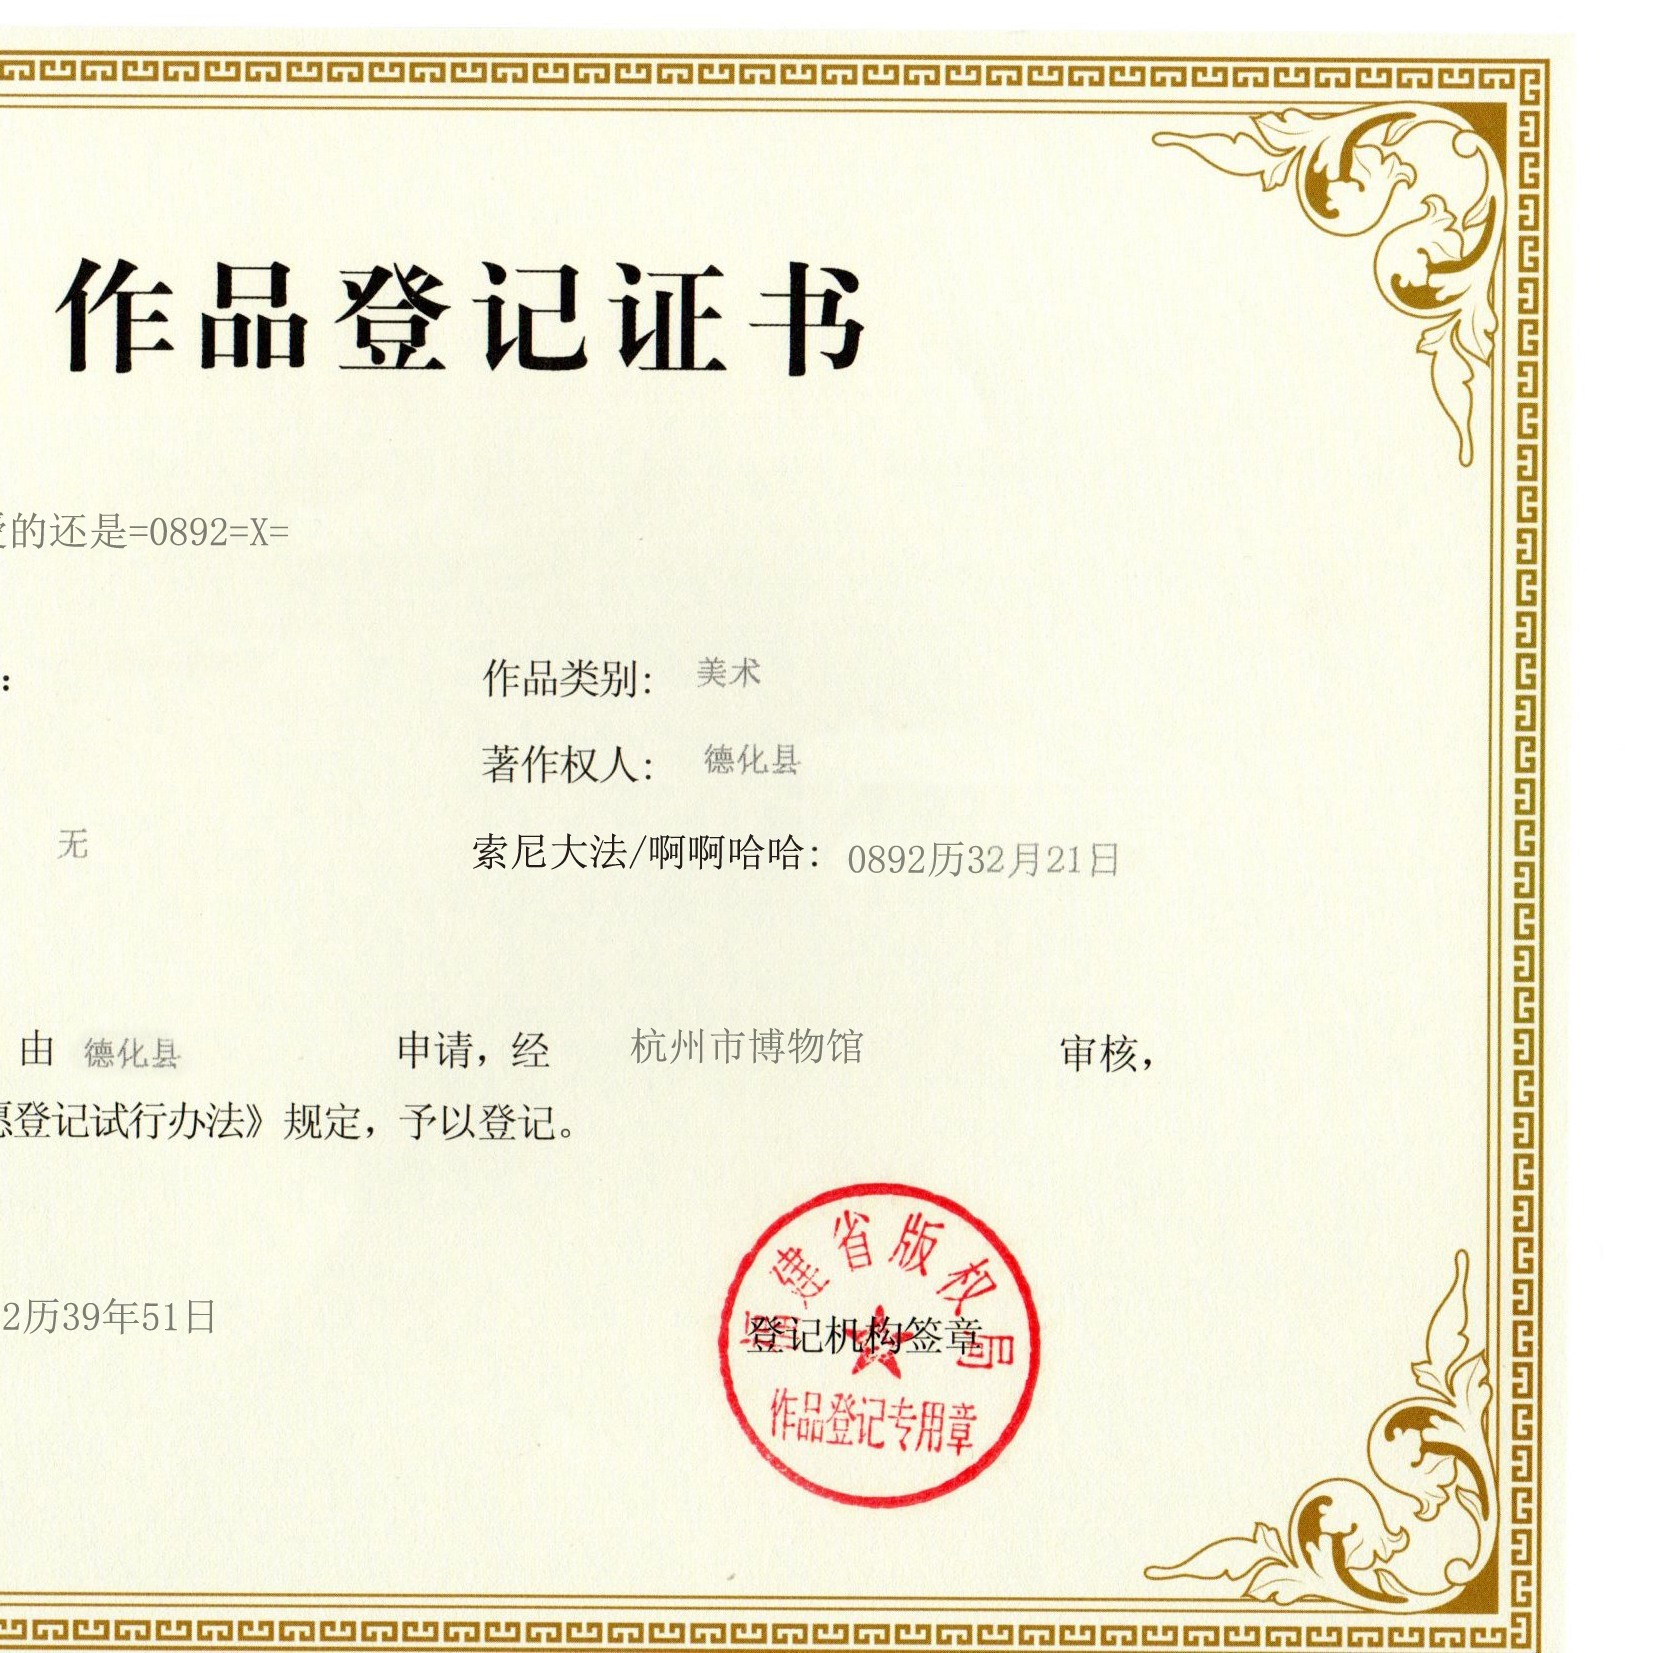 作品登记证书
的还是=0892=X=
：
作品类别： 美术
著作权人： 德化县
无
索尼大法/啊啊哈哈： 0892历32月21日
由 德化县 申请，经 杭州市博物馆 审核，
愿登记试行办法》规定，予以登记。
2历39年51日
福建省版权局
登记机构签章
作品登记专用章